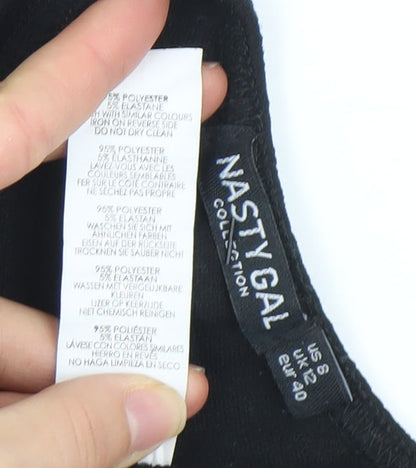 95% POLYESTER
5% ELASTANE
WITH SIMILAR COLOURS
IRON ON REVERSE SIDE
DO NOT DRY CLEAN
95% POLYESTER
5% ÉLASTHANNE
LAVEZ-VOUS AVEC LES
COULEURS SEMBLABLES
FER SUR LE CÔTÉ CONTRAIRE
NE SÉCHEZ PAS PROPRE
95% POLYESTER
5% ELASTAN
WASCHEN SIE SICH MIT
ÄHNLICHEN FARBEN
EISEN AUF DER RÜCKSEITE
TROCKNEN SIE SAUBER NICHT
95% POLYESTER
5% ELASTAAN
WASSEN MET VERGELIJKBARE
KLEUREN
IJZER OP KEERZIJDE
NIET CHEMISCH REINIGEN
95% POLIÉSTER
5% ELASTÁN
LÁVESE CON COLORES SIMILARES
HIERRO EN REVÉS
NO HAGA LIMPIEZA EN SECO
NASTY GAL
COLLECTION
US 8
UK 12
eur 40